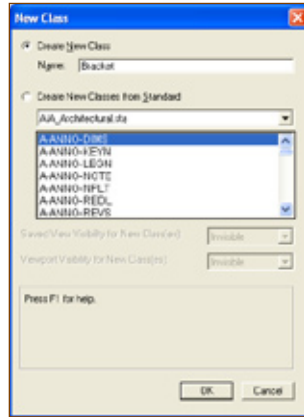 New Class
Create New Class
Name: Bracket
Create New Classes from Standard
AIA_Architectural.sta
A-ANNO-DIMS
A-ANNO-KEYN
A-ANNO-LEGN
A-ANNO-NOTE
A-ANNO-NPLT
A-ANNO-REDL
A-ANNO-REVS
Saved View Visibility for New Class(es) Invisible
Viewport Visibility for New Class(es) Invisible
Press F1 for help.
OK Cancel